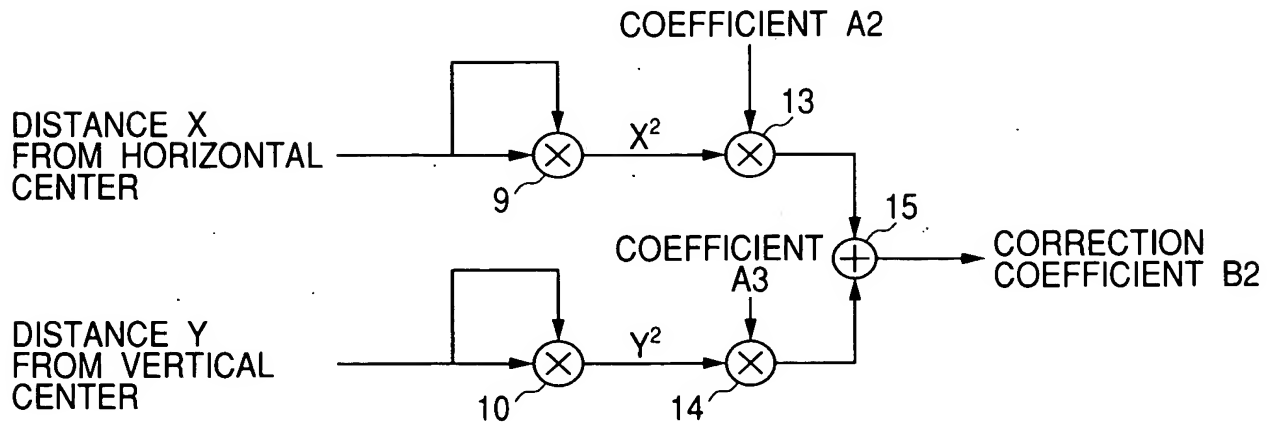 COEFFICIENT A2
13
DISTANCE X
FROM HORIZONTAL
CENTER
X²
9
15
COEFFICIENT
A3
CORRECTION
COEFFICIENT B2
DISTANCE Y
FROM VERTICAL
CENTER
Y²
10
14